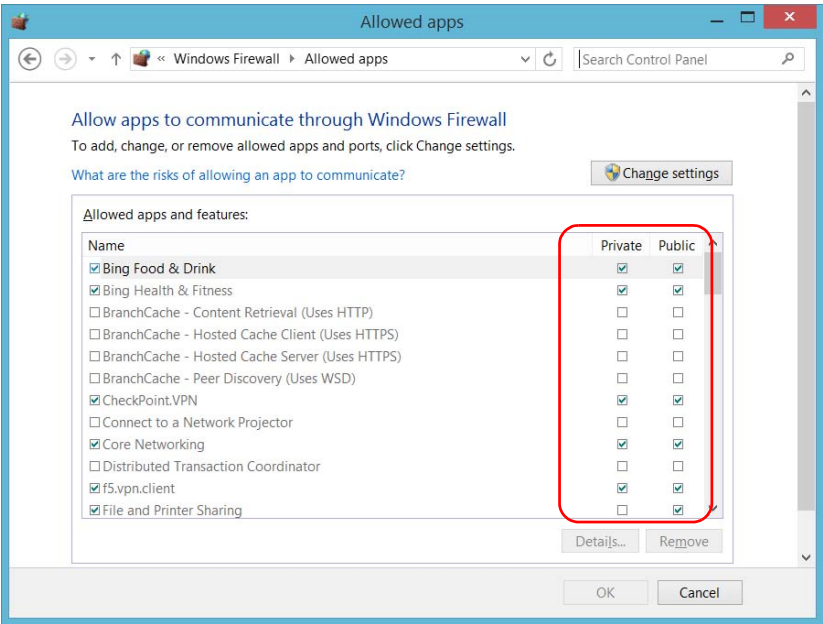 Allowed apps
« Windows Firewall Allowed apps Search Control Panel
Allow apps to communicate through Windows Firewall
To add, change, or remove allowed apps and ports, click Change settings.
What are the risks of allowing an app to communicate?
Change settings
Allowed apps and features:
Name Private Public
Bing Food & Drink
Bing Health & Fitness
BranchCache - Content Retrieval (Uses HTTP)
BranchCache - Hosted Cache Client (Uses HTTPS)
BranchCache - Hosted Cache Server (Uses HTTPS)
BranchCache - Peer Discovery (Uses WSD)
CheckPoint.VPN
Connect to a Network Projector
Core Networking
Distributed Transaction Coordinator
f5.vpn.client
File and Printer Sharing
Details... Remove
OK Cancel